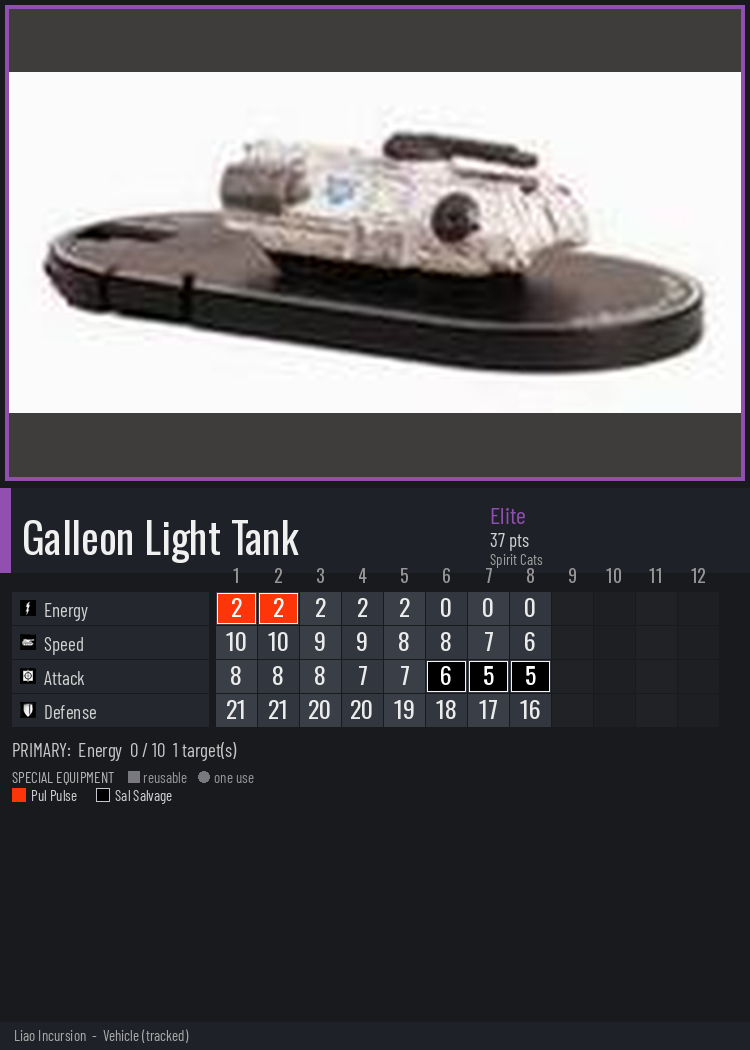 Galleon Light Tank
Elite
37 pts
Spirit Cats
1 2 3 4 5 6 7 8 9 10 11 12
Energy 2 2 2 2 2 0 0 0
Speed 10 10 9 9 8 8 7 6
Attack 8 8 8 7 7 6 5 5
Defense 21 21 20 20 19 18 17 16
PRIMARY: Energy 0 / 10 1 target(s)
SPECIAL EQUIPMENT reusable one use
Pul Pulse Sal Salvage
Liao Incursion - Vehicle (tracked)